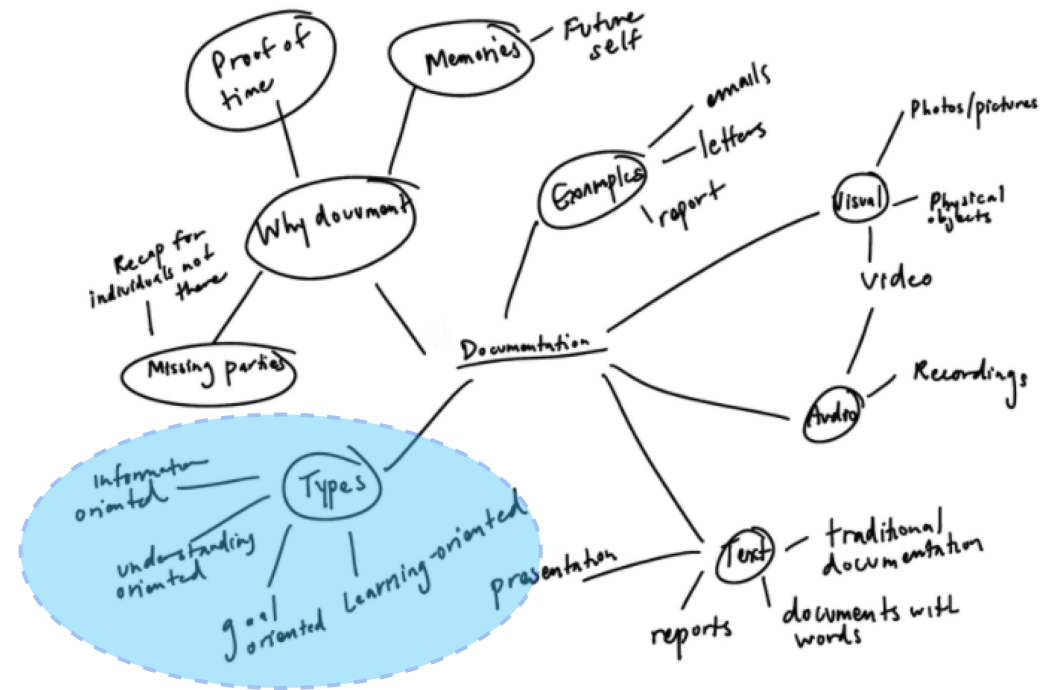 Proof of
time
Memories
Future
self
emails
letters
report
Examples
Photos/pictures
Visual
Physical
objects
video
Why document
Recap for
individuals not
there
Missing parties
Documentation
Recordings
Audio
Types
Information
oriented
understanding
oriented
goal
oriented
Learning-oriented
presentation
Text
traditional
documentation
reports
documents with
words